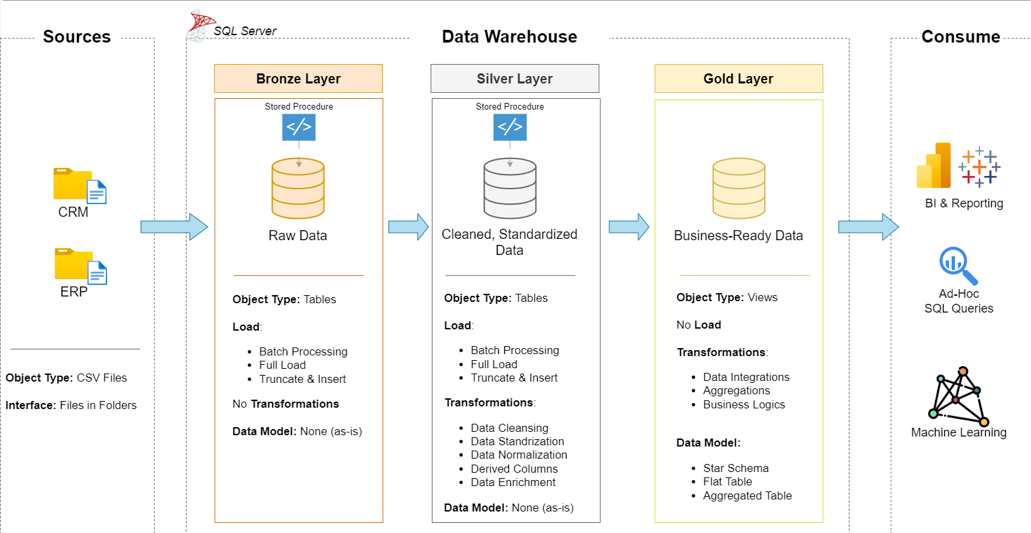 Sources
CRM
ERP
Object Type: CSV Files
Interface: Files in Folders
SQL Server
Data Warehouse
Bronze Layer
Stored Procedure
</>
Raw Data
Object Type: Tables
Load:
• Batch Processing
• Full Load
• Truncate & Insert
No Transformations
Data Model: None (as-is)
Silver Layer
Stored Procedure
</>
Cleaned, Standardized
Data
Object Type: Tables
Load:
• Batch Processing
• Full Load
• Truncate & Insert
Transformations:
• Data Cleansing
• Data Standrization
• Data Normalization
• Derived Columns
• Data Enrichment
Data Model: None (as-is)
Gold Layer
Business-Ready Data
Object Type: Views
No Load
Transformations:
• Data Integrations
• Aggregations
• Business Logics
Data Model:
• Star Schema
• Flat Table
• Aggregated Table
Consume
BI & Reporting
Ad-Hoc
SQL Queries
Machine Learning